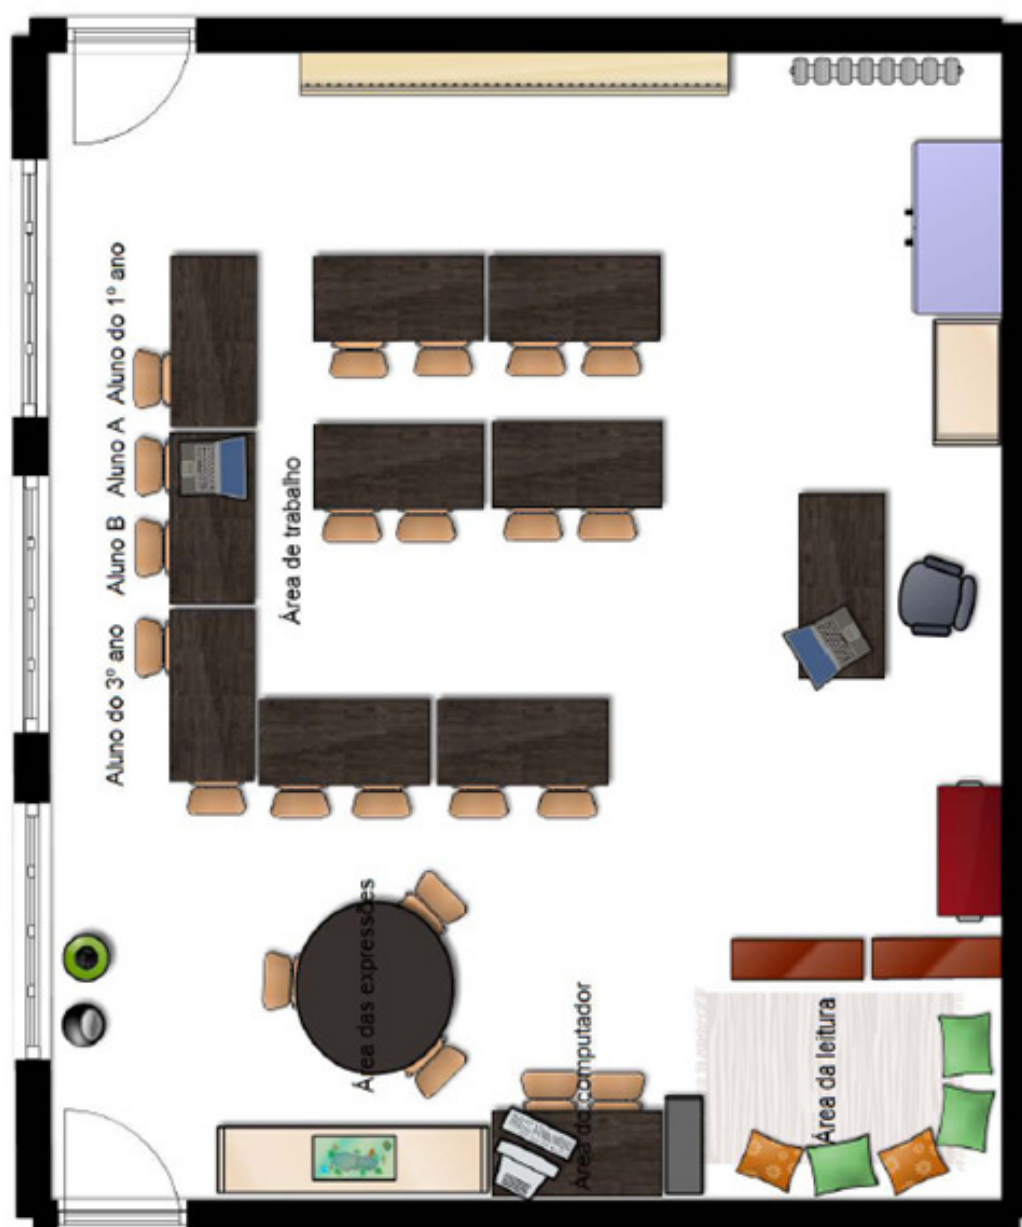 Aluno do 1º ano
Aluno A
Aluno B
Aluno do 3º ano
Área de trabalho
Área das expressões
Área do computador
Área da leitura